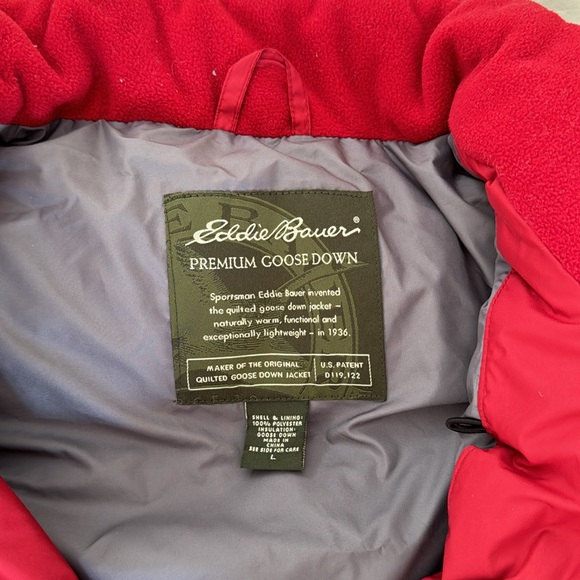 Eddie Bauer®
PREMIUM GOOSE DOWN
Sportsman Eddie Bauer invented
the quilted goose down jacket –
naturally warm, functional and
exceptionally lightweight – in 1936.
MAKER OF THE ORIGINAL
QUILTED GOOSE DOWN JACKET
U.S. PATENT
D119,122
SHELL & LINING:
100% POLYESTER
INSULATION:
GOOSE DOWN
MADE IN
CHINA
SEE SIDE FOR CARE
L